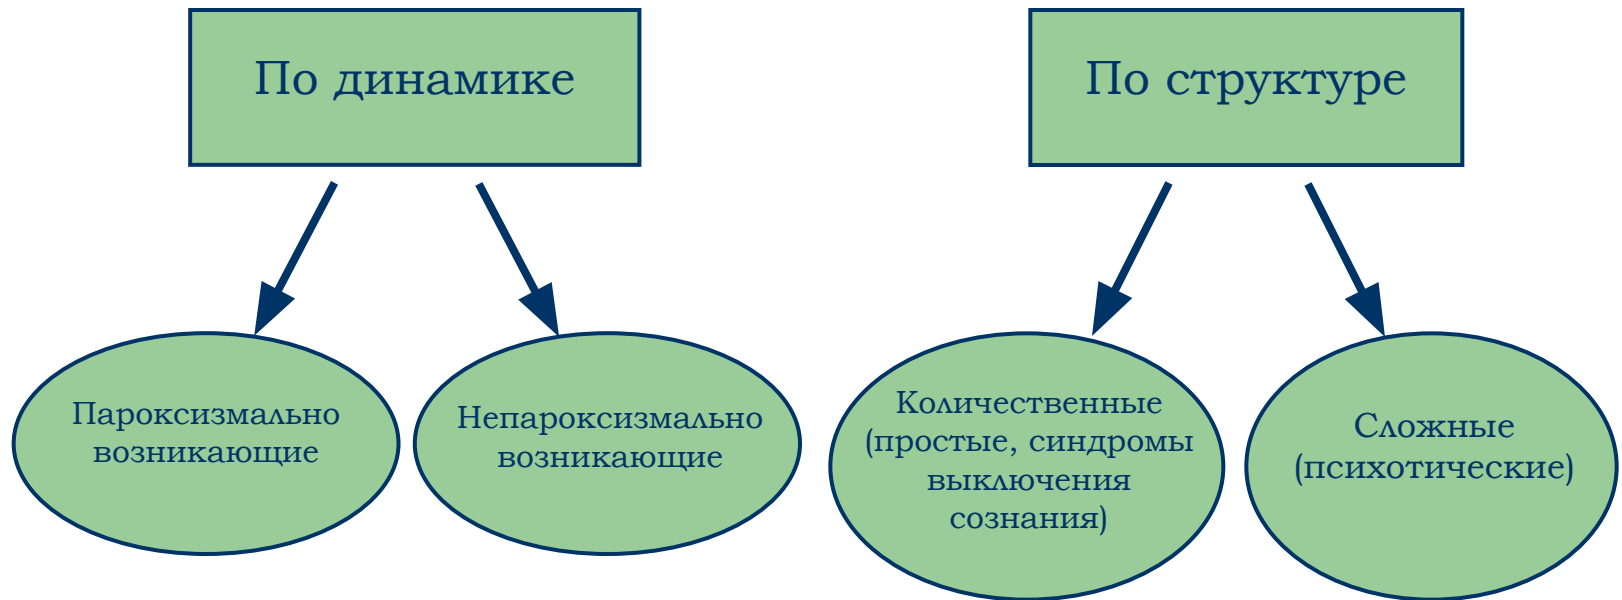 По динамике
По структуре
Пароксизмально
возникающие
Непароксизмально
возникающие
Количественные
(простые, синдромы
выключения
сознания)
Сложные
(психотические)